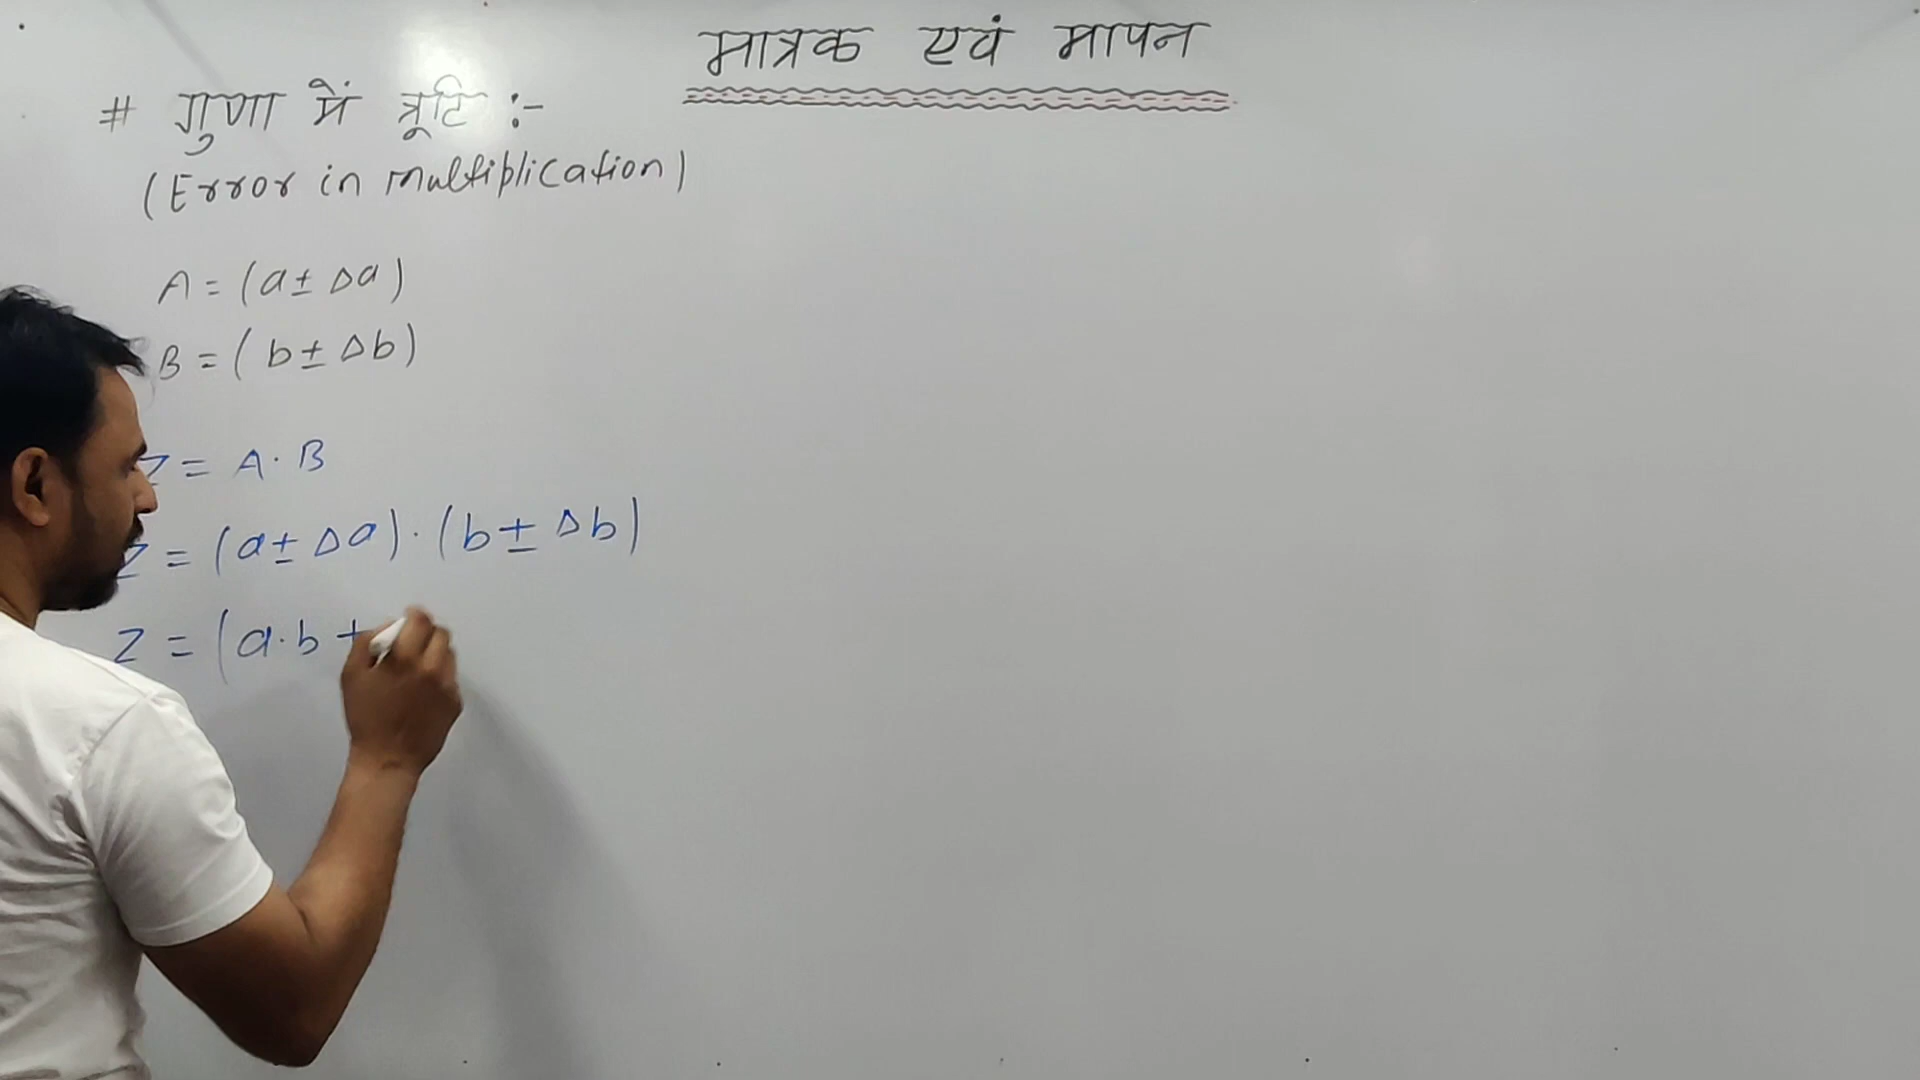 मात्रक एवं मापन
# गुणा में त्रूटि :-
(Error in multiplication)
A = (a ± Δa)
B = (b ± Δb)
Z = A · B
Z = (a ± Δa) · (b ± Δb)
Z = (a·b +